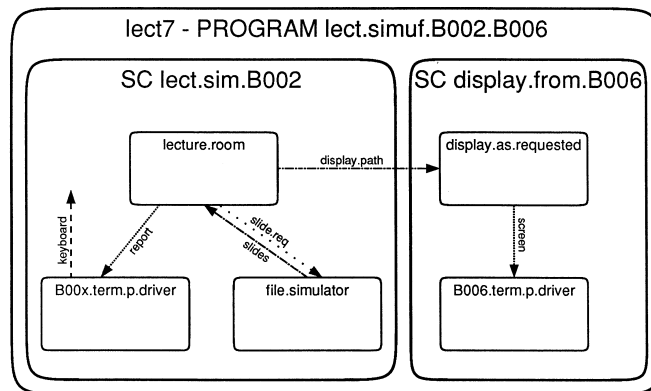 lect7 - PROGRAM lect.simuf.B002.B006
SC lect.sim.B002
SC display.from.B006
lecture.room
display.path
display.as.requested
keyboard
report
slide.req
slides
screen
B00x.term.p.driver
file.simulator
B006.term.p.driver